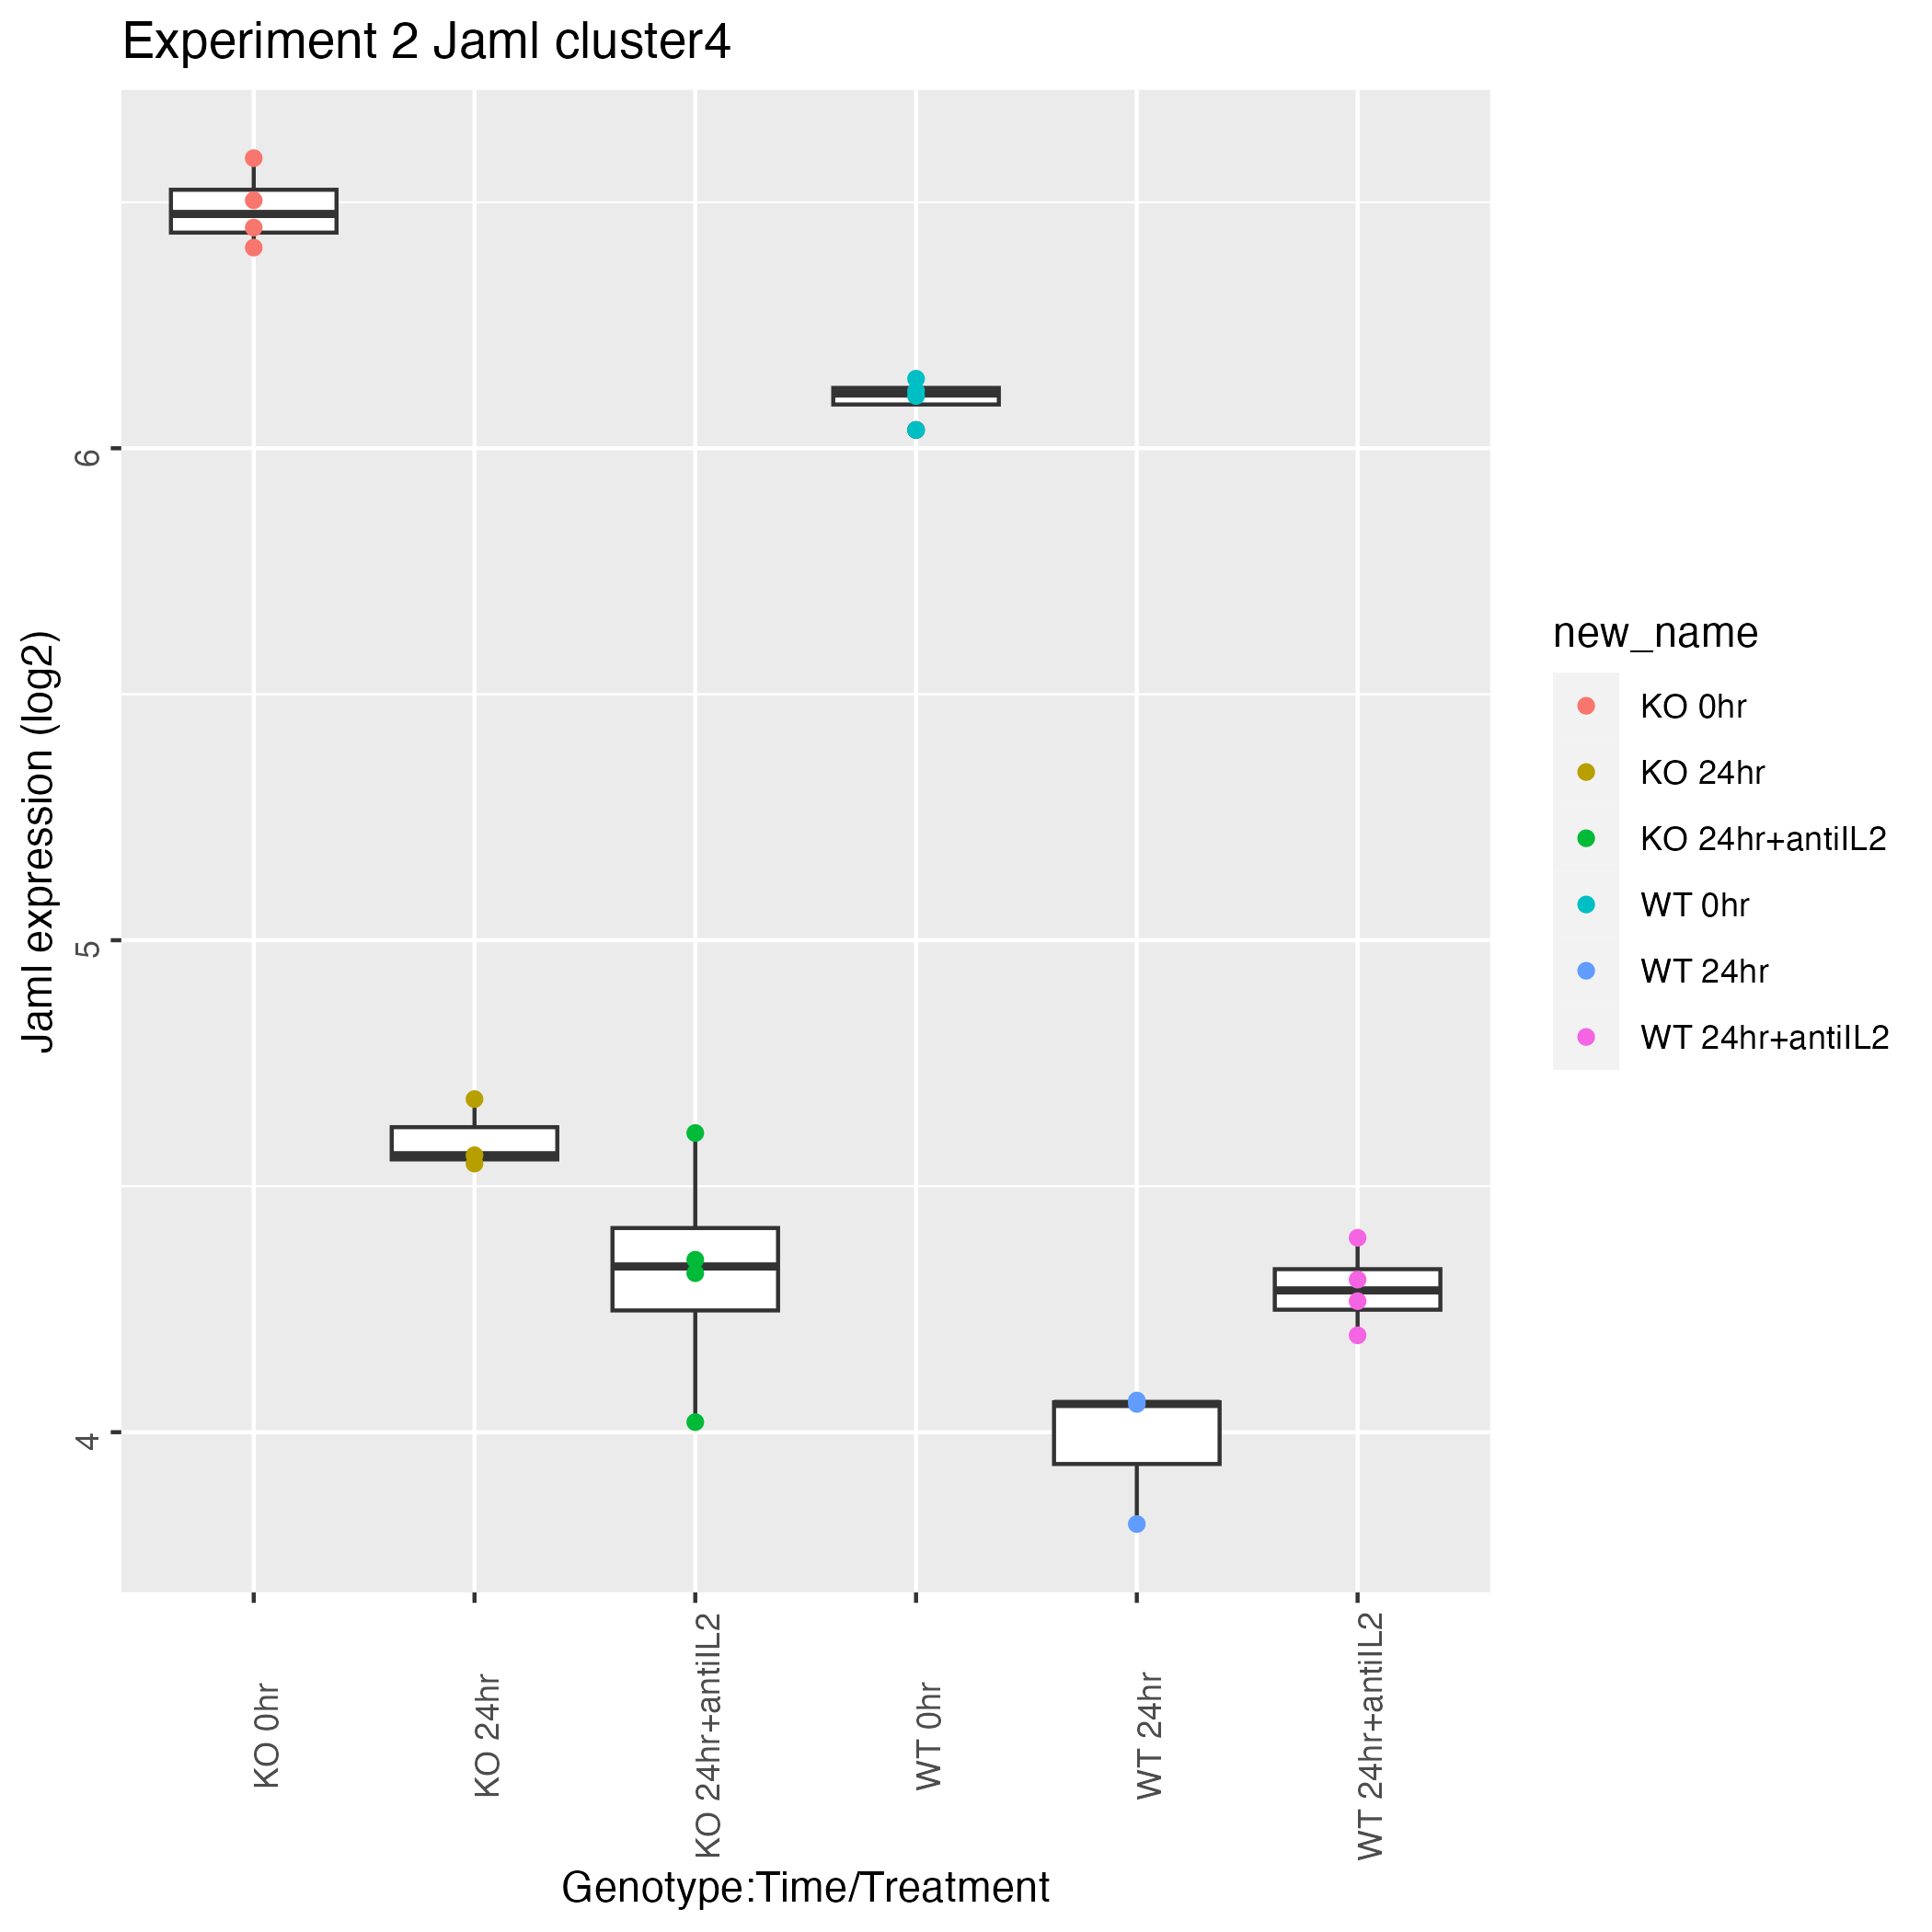 Experiment 2 Jaml cluster4
Jaml expression (log2)
6
5
4
KO 0hr
KO 24hr
KO 24hr+antiIL2
WT 0hr
WT 24hr
WT 24hr+antiIL2
Genotype:Time/Treatment
new_name
KO 0hr
KO 24hr
KO 24hr+antiIL2
WT 0hr
WT 24hr
WT 24hr+antiIL2